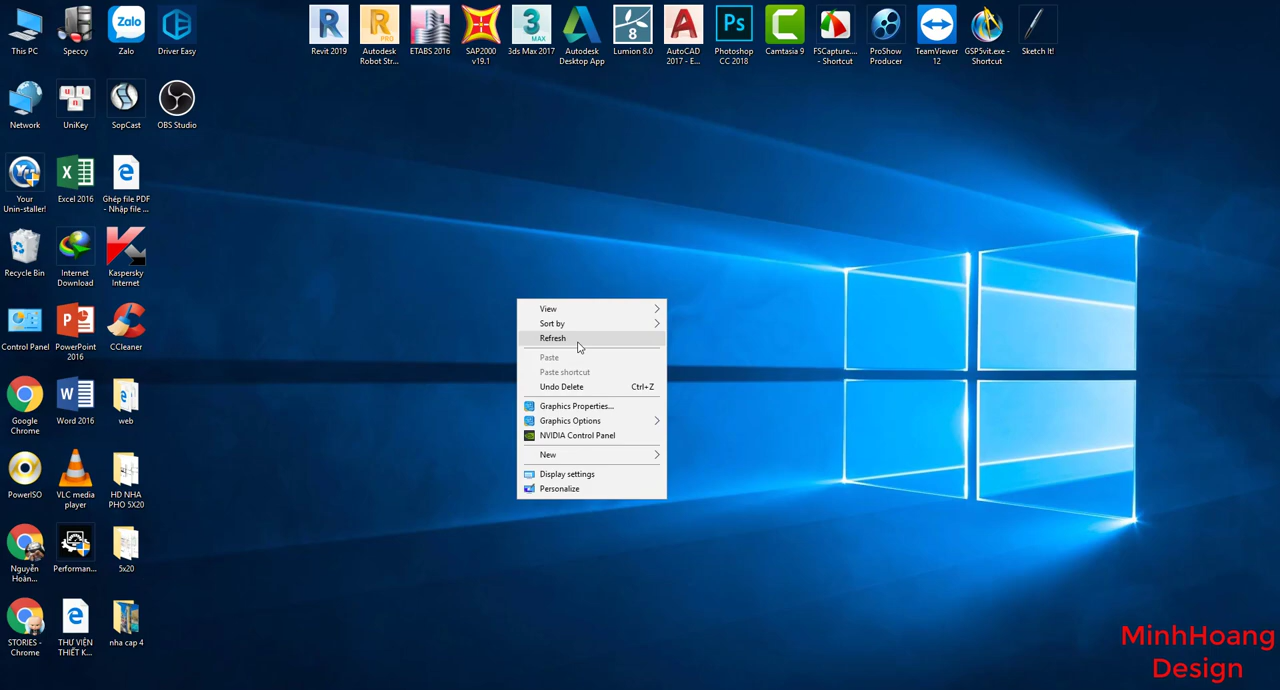 This PC
Speccy
Zalo
Driver Easy
Revit 2019
Autodesk
Robot Str...
ETABS 2016
SAP2000
v19.1
3ds Max 2017
Autodesk
Desktop App
Lumion 8.0
AutoCAD
2017 - E...
Photoshop
CC 2018
Camtasia 9
FSCapture....
- Shortcut
ProShow
Producer
TeamViewer
12
GSP5vit.exe -
Shortcut
Sketch It!
Network
UniKey
SopCast
OBS Studio
Your
Unin-staller!
Excel 2016
Ghép file PDF
- Nhập file ...
Recycle Bin
Internet
Download
Kaspersky
Internet
Control Panel
PowerPoint
2016
CCleaner
Google
Chrome
Word 2016
web
PowerISO
VLC media
player
HD NHA
PHO 5X20
Nguyễn
Hoàn...
Performan...
5x20
STORIES -
Chrome
THƯ VIỆN
THIẾT K...
nha cap 4
View
Sort by
Refresh
Paste
Paste shortcut
Undo Delete Ctrl+Z
Graphics Properties...
Graphics Options
NVIDIA Control Panel
New
Display settings
Personalize
MinhHoang
Design